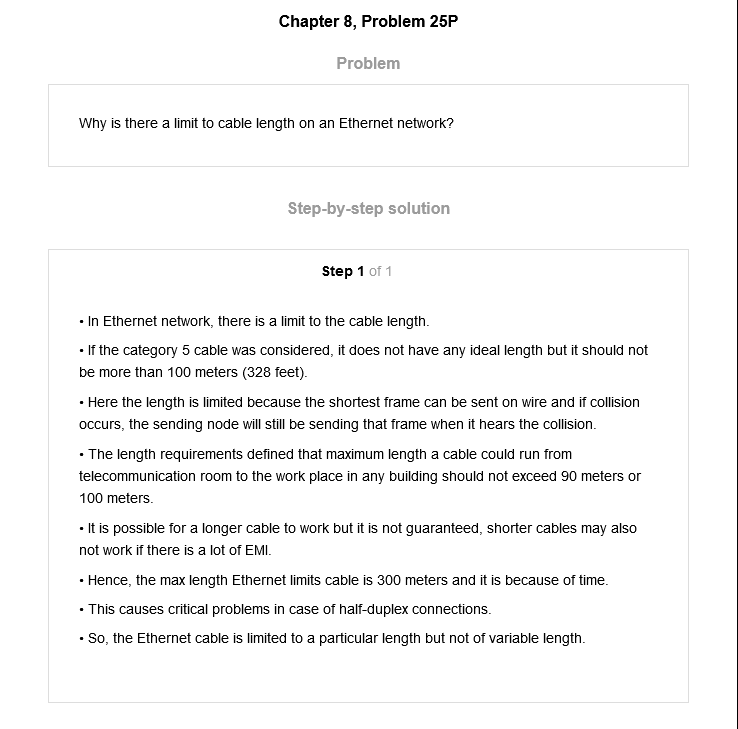 Chapter 8, Problem 25P
Problem
Why is there a limit to cable length on an Ethernet network?
Step-by-step solution
Step 1 of 1
• In Ethernet network, there is a limit to the cable length.
• If the category 5 cable was considered, it does not have any ideal length but it should not
be more than 100 meters (328 feet).
• Here the length is limited because the shortest frame can be sent on wire and if collision
occurs, the sending node will still be sending that frame when it hears the collision.
• The length requirements defined that maximum length a cable could run from
telecommunication room to the work place in any building should not exceed 90 meters or
100 meters.
• It is possible for a longer cable to work but it is not guaranteed, shorter cables may also
not work if there is a lot of EMI.
• Hence, the max length Ethernet limits cable is 300 meters and it is because of time.
• This causes critical problems in case of half-duplex connections.
• So, the Ethernet cable is limited to a particular length but not of variable length.